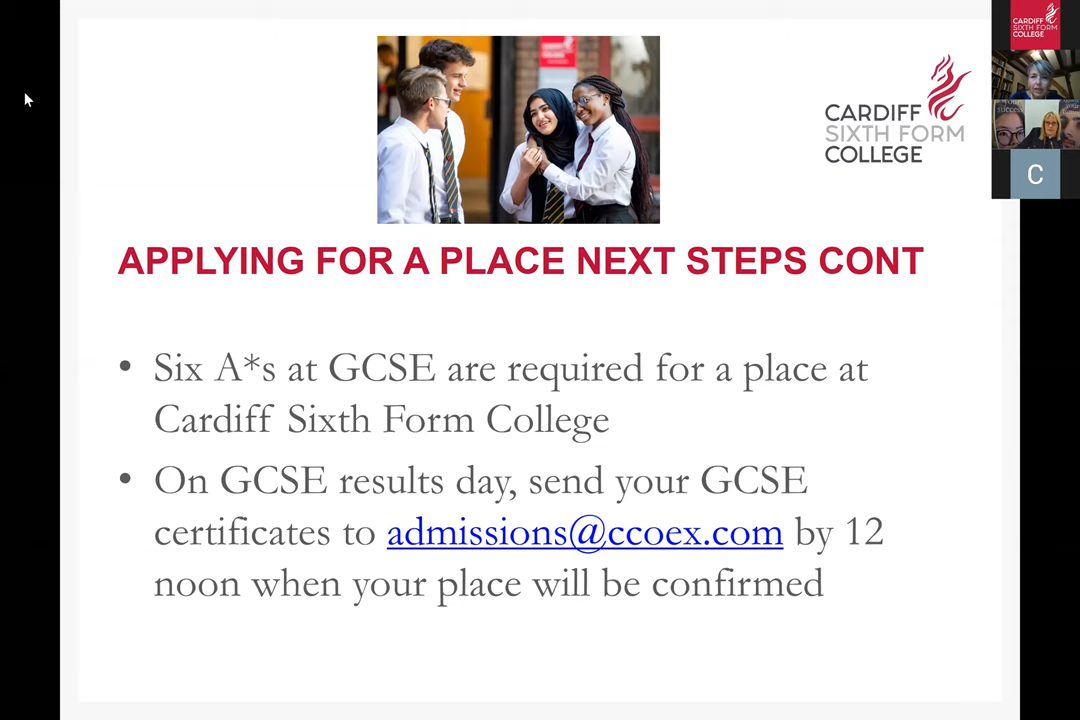 CARDIFF
SIXTH FORM
COLLEGE
CARDIFF
SIXTH FORM
COLLEGE
C
APPLYING FOR A PLACE NEXT STEPS CONT
• Six A*s at GCSE are required for a place at
Cardiff Sixth Form College
• On GCSE results day, send your GCSE
certificates to admissions@ccoex.com by 12
noon when your place will be confirmed